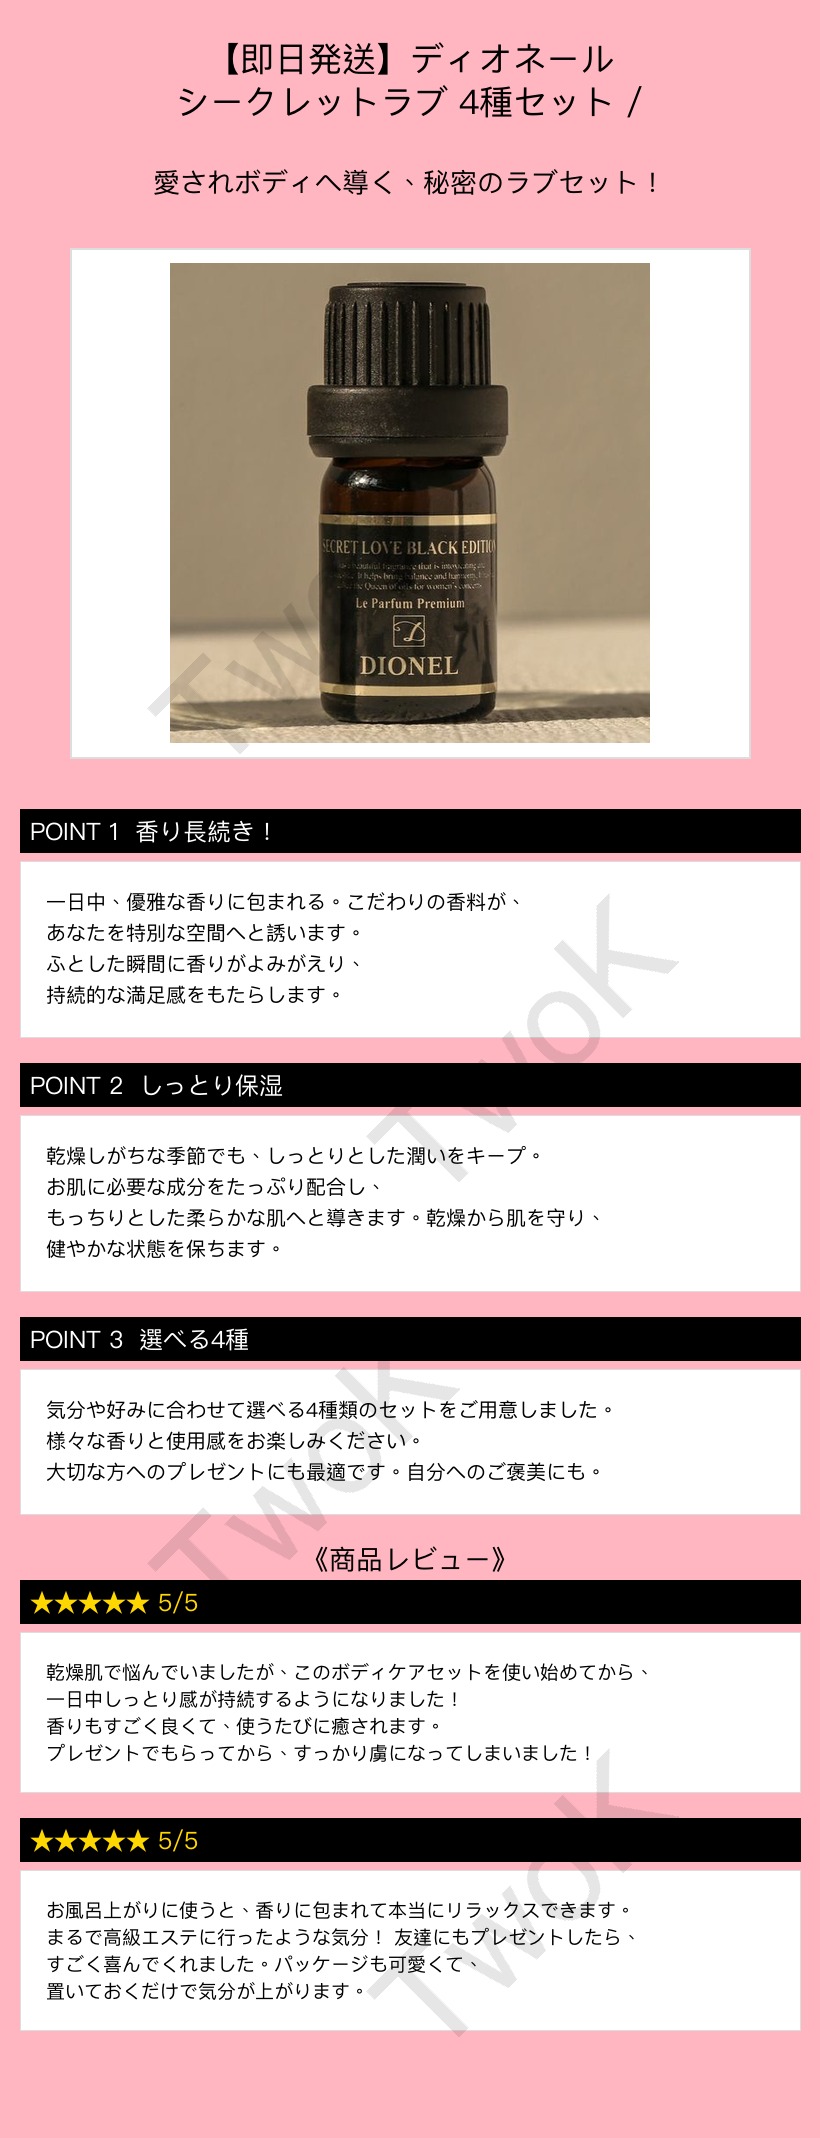 【即日発送】ディオネール
シークレットラブ 4種セット /
愛されボディへ導く、秘密のラブセット！
SECRET LOVE BLACK EDITION
beautiful fragrance that is intoxicating and
It helps bring balance and harmony.
the Queen of oils for women's concerns
Le Parfum Premium
DIONEL
TwoK
POINT 1 香り長続き！
一日中、優雅な香りに包まれる。こだわりの香料が、
あなたを特別な空間へと誘います。
ふとした瞬間に香りがよみがえり、
持続的な満足感をもたらします。
TwoK
POINT 2 しっとり保湿
乾燥しがちな季節でも、しっとりとした潤いをキープ。
お肌に必要な成分をたっぷり配合し、
もっちりとした柔らかな肌へと導きます。乾燥から肌を守り、
健やかな状態を保ちます。
POINT 3 選べる4種
気分や好みに合わせて選べる4種類のセットをご用意しました。
様々な香りと使用感をお楽しみください。
大切な方へのプレゼントにも最適です。自分へのご褒美にも。
TwoK
《商品レビュー》
★★★★★ 5/5
乾燥肌で悩んでいましたが、このボディケアセットを使い始めてから、
一日中しっとり感が持続するようになりました！
香りもすごく良くて、使うたびに癒されます。
プレゼントでもらってから、すっかり虜になってしまいました！
★★★★★ 5/5
お風呂上がりに使うと、香りに包まれて本当にリラックスできます。
まるで高級エステに行ったような気分！ 友達にもプレゼントしたら、
すごく喜んでくれました。パッケージも可愛くて、
置いておくだけで気分が上がります。
TwoK